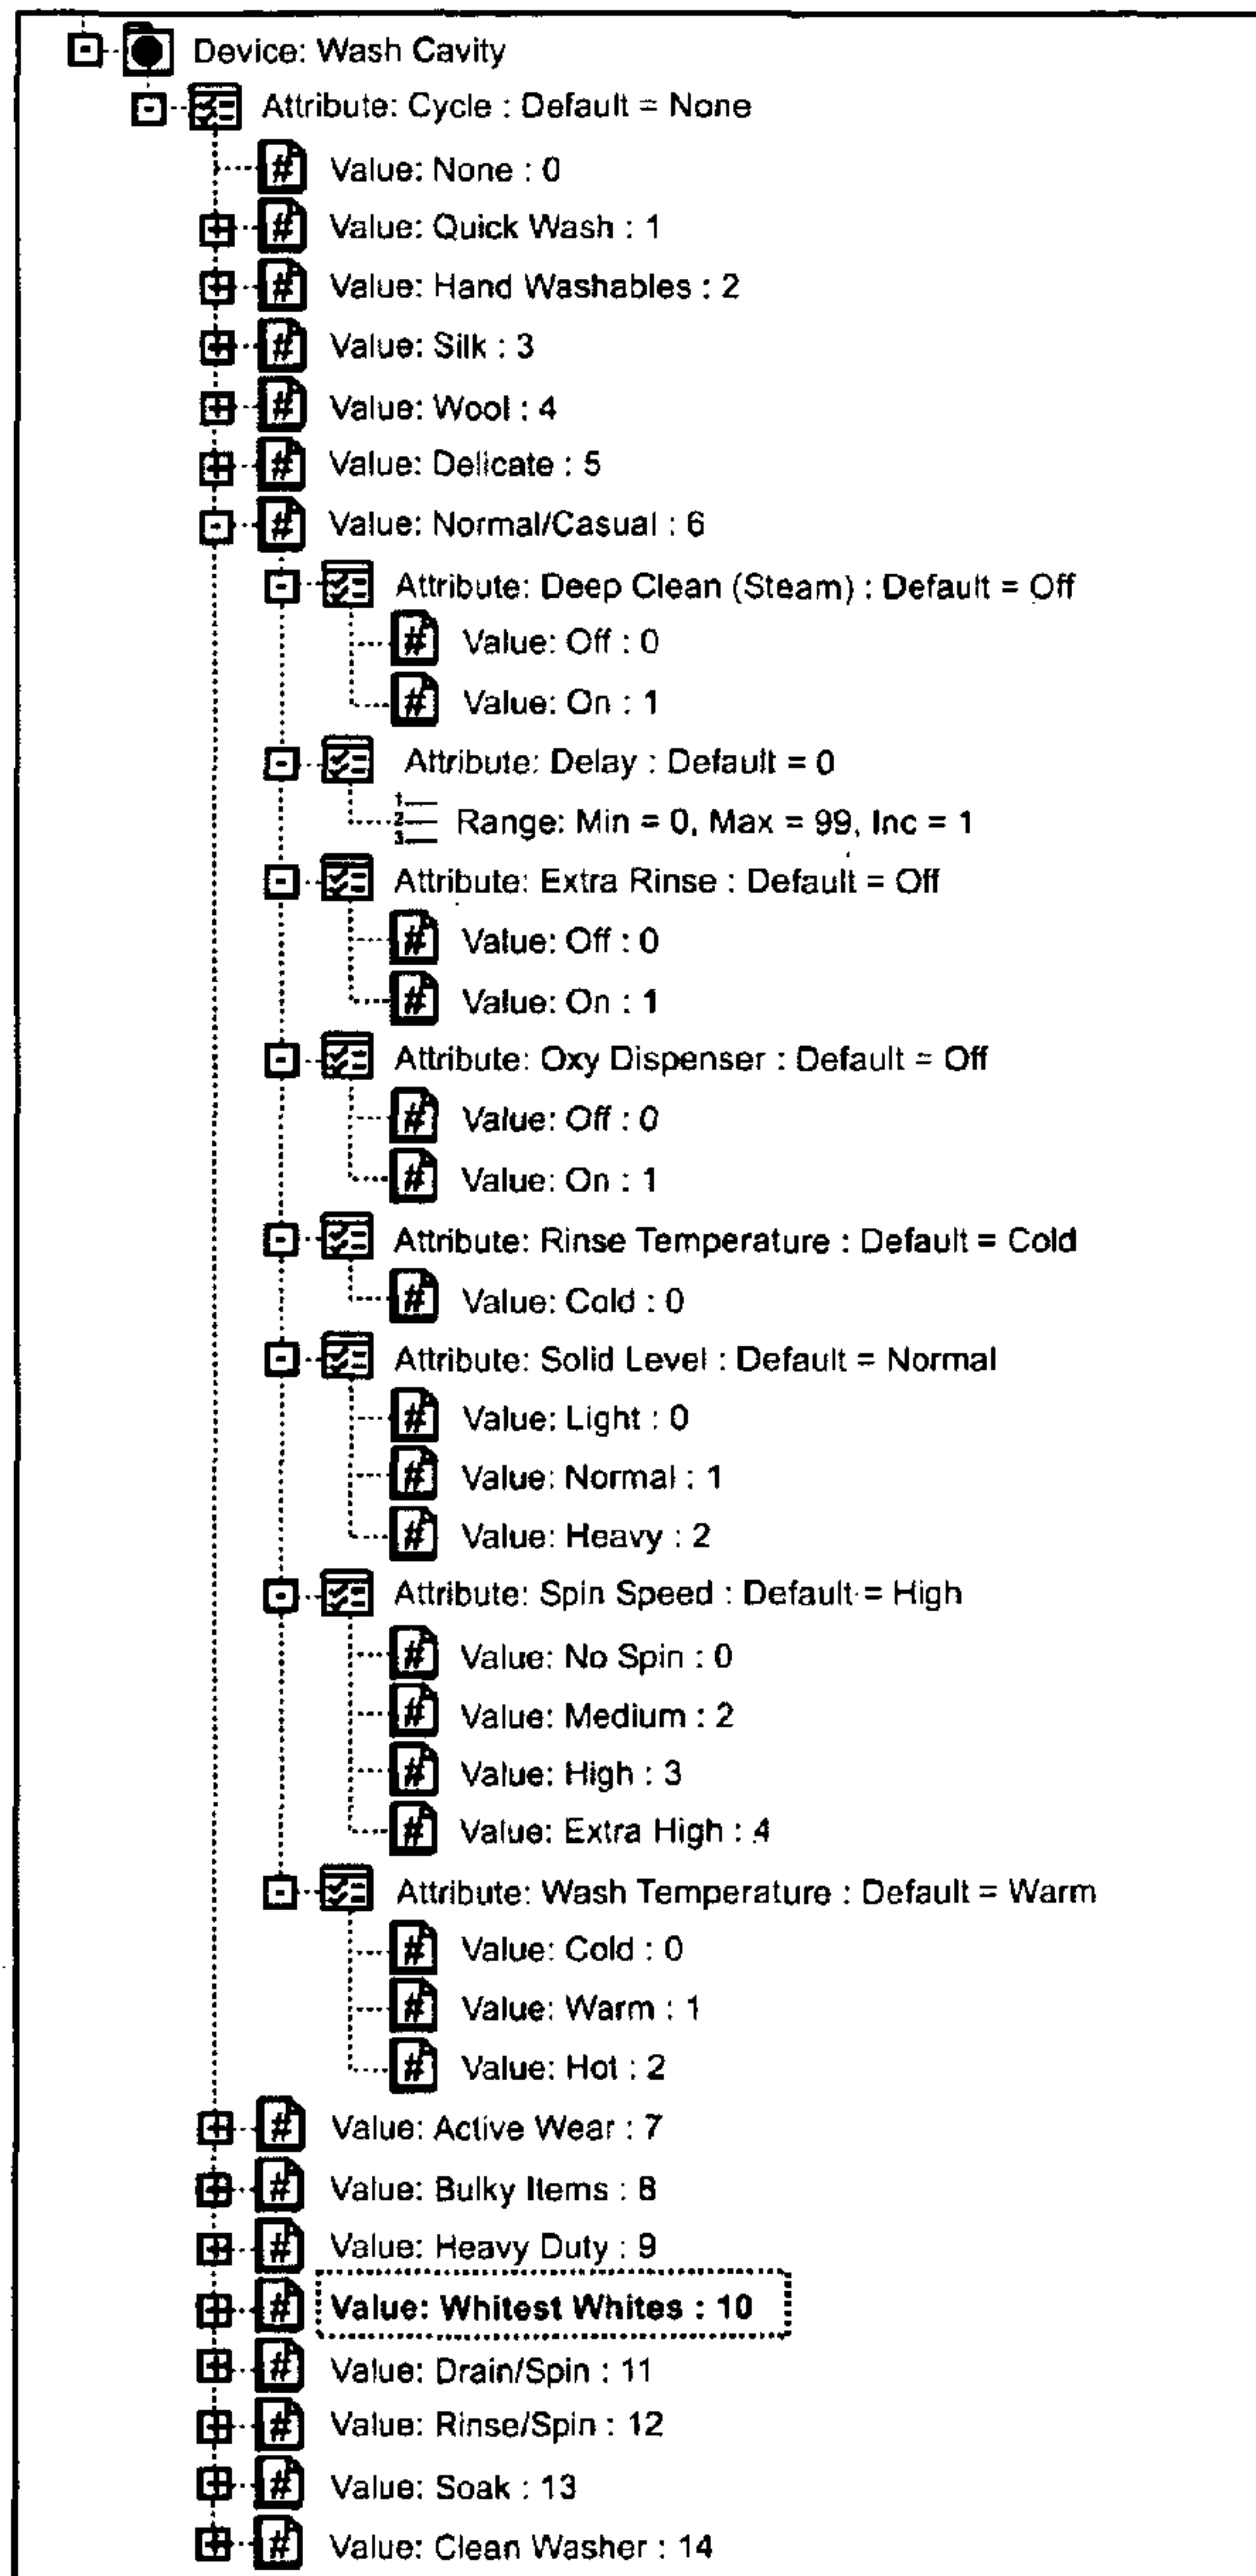 Device: Wash Cavity
Attribute: Cycle : Default = None
# Value: None : 0
# Value: Quick Wash : 1
# Value: Hand Washables : 2
# Value: Silk : 3
# Value: Wool : 4
# Value: Delicate : 5
# Value: Normal/Casual : 6
Attribute: Deep Clean (Steam) : Default = Off
# Value: Off : 0
# Value: On : 1
Attribute: Delay : Default = 0
1 2 3 Range: Min = 0, Max = 99, Inc = 1
Attribute: Extra Rinse : Default = Off
# Value: Off : 0
# Value: On : 1
Attribute: Oxy Dispenser : Default = Off
# Value: Off : 0
# Value: On : 1
Attribute: Rinse Temperature : Default = Cold
# Value: Cold : 0
Attribute: Solid Level : Default = Normal
# Value: Light : 0
# Value: Normal : 1
# Value: Heavy : 2
Attribute: Spin Speed : Default = High
# Value: No Spin : 0
# Value: Medium : 2
# Value: High : 3
# Value: Extra High : 4
Attribute: Wash Temperature : Default = Warm
# Value: Cold : 0
# Value: Warm : 1
# Value: Hot : 2
# Value: Active Wear : 7
# Value: Bulky Items : 8
# Value: Heavy Duty : 9
# Value: Whitest Whites : 10
# Value: Drain/Spin : 11
# Value: Rinse/Spin : 12
# Value: Soak : 13
# Value: Clean Washer : 14